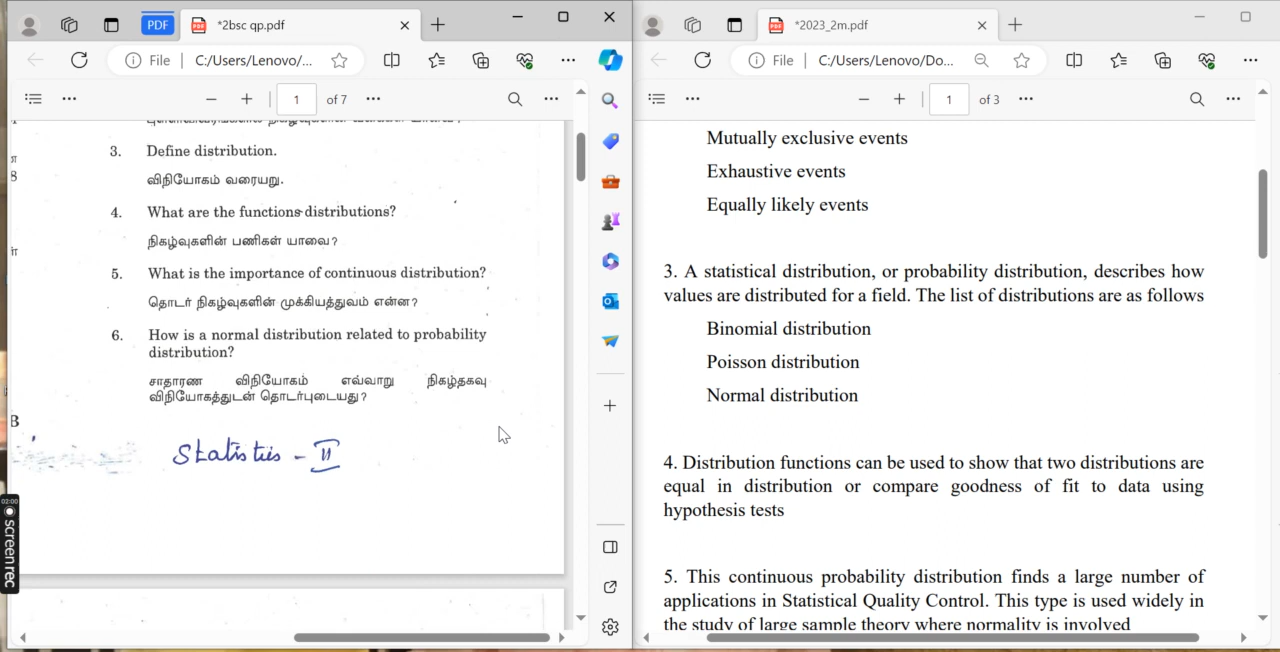 PDF
*2bsc qp.pdf
File
C:/Users/Lenovo/...
1
of 7
3. Define distribution.
விநியோகம் வரையறு.
4. What are the functions distributions?
நிகழ்வுகளின் பணிகள் யாவை?
5. What is the importance of continuous distribution?
தொடர் நிகழ்வுகளின் முக்கியத்துவம் என்ன?
6. How is a normal distribution related to probability
distribution?
சாதாரண விநியோகம் எவ்வாறு நிகழ்தகவு
விநியோகத்துடன் தொடர்புடையது?
8
B
Statistics - II
02:00
screenrec
*2023_2m.pdf
File
C:/Users/Lenovo/Do...
1
of 3
Mutually exclusive events
Exhaustive events
Equally likely events
3. A statistical distribution, or probability distribution, describes how
values are distributed for a field. The list of distributions are as follows
Binomial distribution
Poisson distribution
Normal distribution
4. Distribution functions can be used to show that two distributions are
equal in distribution or compare goodness of fit to data using
hypothesis tests
5. This continuous probability distribution finds a large number of
applications in Statistical Quality Control. This type is used widely in
the study of large sample theory where normality is involved